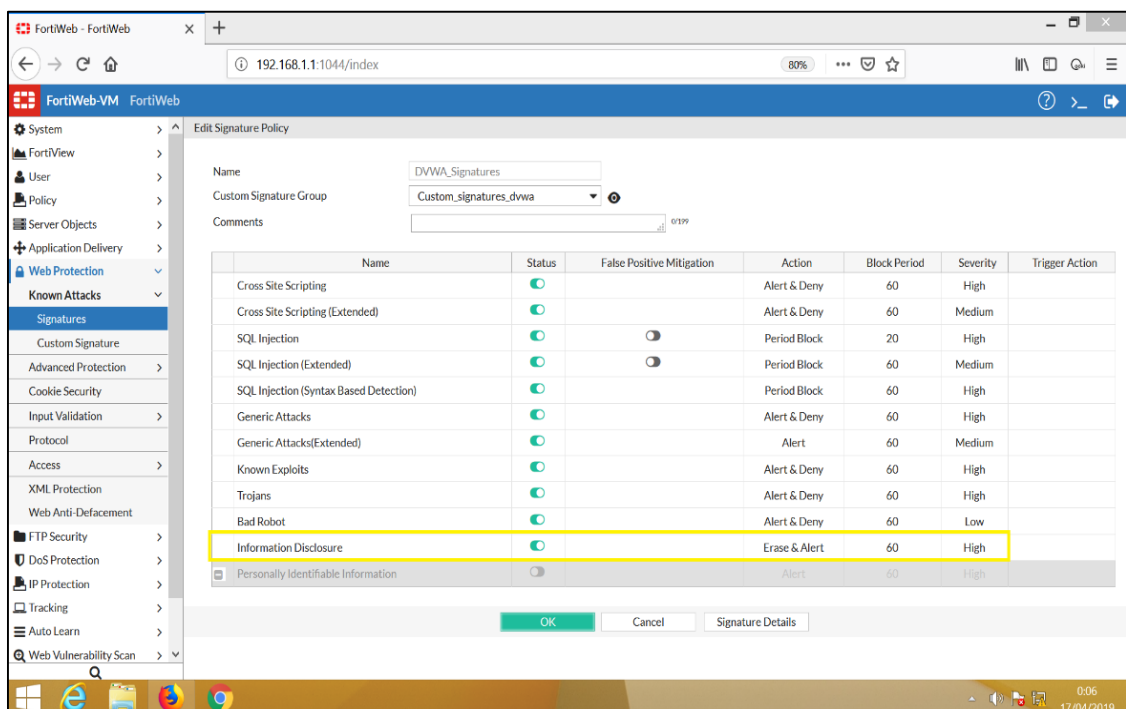 FortiWeb - FortiWeb
192.168.1.1:1044/index
80%
FortiWeb-VM FortiWeb
System
FortiView
User
Policy
Server Objects
Application Delivery
Web Protection
Known Attacks
Signatures
Custom Signature
Advanced Protection
Cookie Security
Input Validation
Protocol
Access
XML Protection
Web Anti-Defacement
FTP Security
DoS Protection
IP Protection
Tracking
Auto Learn
Web Vulnerability Scan
Edit Signature Policy
Name DVWA_Signatures
Custom Signature Group Custom_signatures_dvwa
Comments 0/199
Name Status False Positive Mitigation Action Block Period Severity Trigger Action
Cross Site Scripting Alert & Deny 60 High
Cross Site Scripting (Extended) Alert & Deny 60 Medium
SQL Injection Period Block 20 High
SQL Injection (Extended) Period Block 60 Medium
SQL Injection (Syntax Based Detection) Period Block 60 High
Generic Attacks Alert & Deny 60 High
Generic Attacks(Extended) Alert 60 Medium
Known Exploits Alert & Deny 60 High
Trojans Alert & Deny 60 High
Bad Robot Alert & Deny 60 Low
Information Disclosure Erase & Alert 60 High
Personally Identifiable Information Alert 60 High
OK Cancel Signature Details
0:06
17/04/2019